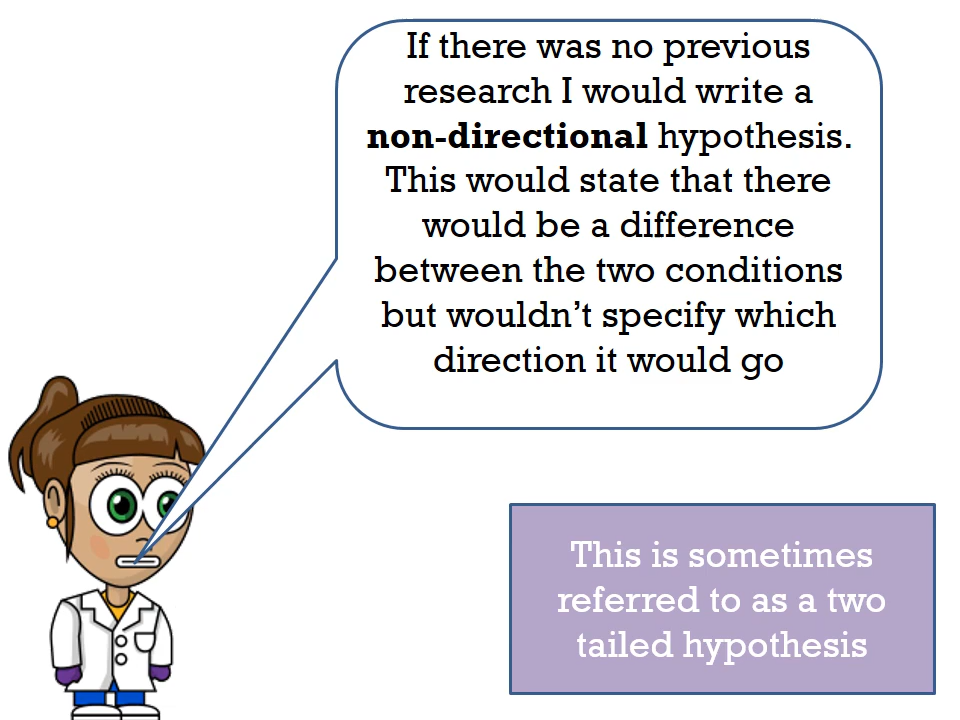 If there was no previous
research I would write a
non-directional hypothesis.
This would state that there
would be a difference
between the two conditions
but wouldn’t specify which
direction it would go
This is sometimes
referred to as a two
tailed hypothesis